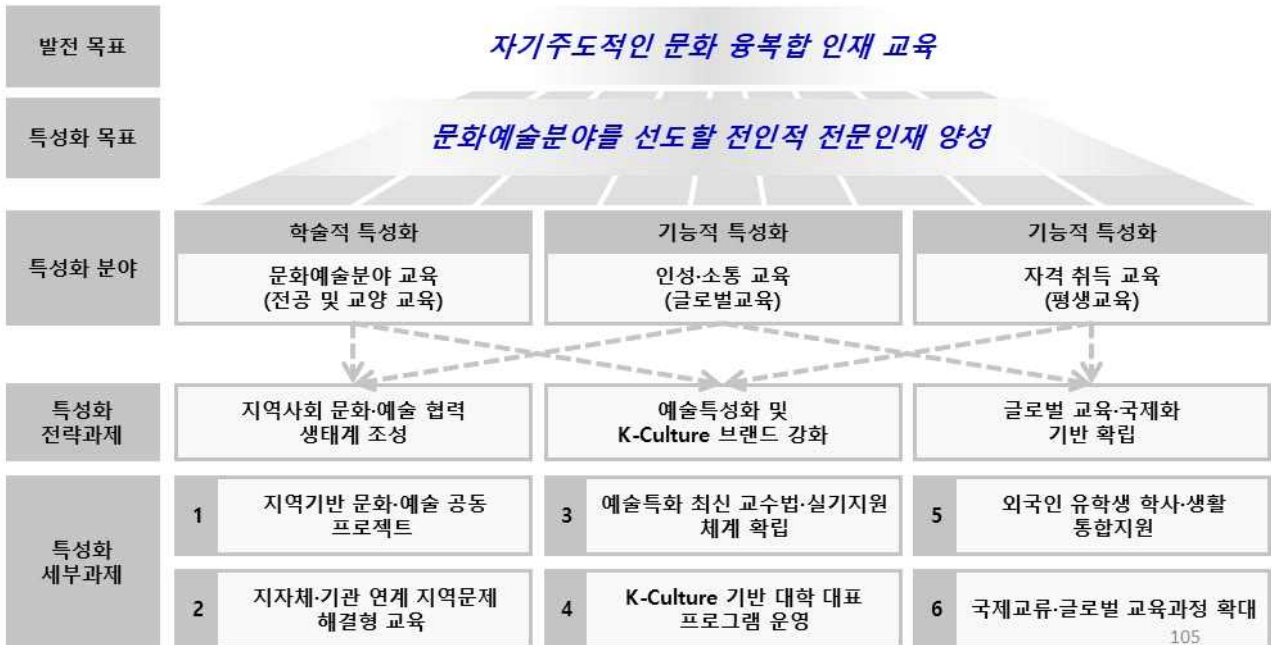 발전 목표
자기주도적인 문화 융복합 인재 교육
특성화 목표
문화예술분야를 선도할 전인적 전문인재 양성
특성화 분야
학술적 특성화
문화예술분야 교육
(전공 및 교양 교육)
기능적 특성화
인성·소통 교육
(글로벌교육)
기능적 특성화
자격 취득 교육
(평생교육)
특성화
전략과제
지역사회 문화·예술 협력
생태계 조성
예술특성화 및
K-Culture 브랜드 강화
글로벌 교육·국제화
기반 확립
특성화
세부과제
1
지역기반 문화·예술 공동
프로젝트
3
예술특화 최신 교수법·실기지원
체계 확립
5
외국인 유학생 학사·생활
통합지원
2
지자체·기관 연계 지역문제
해결형 교육
4
K-Culture 기반 대학 대표
프로그램 운영
6
국제교류·글로벌 교육과정 확대
105